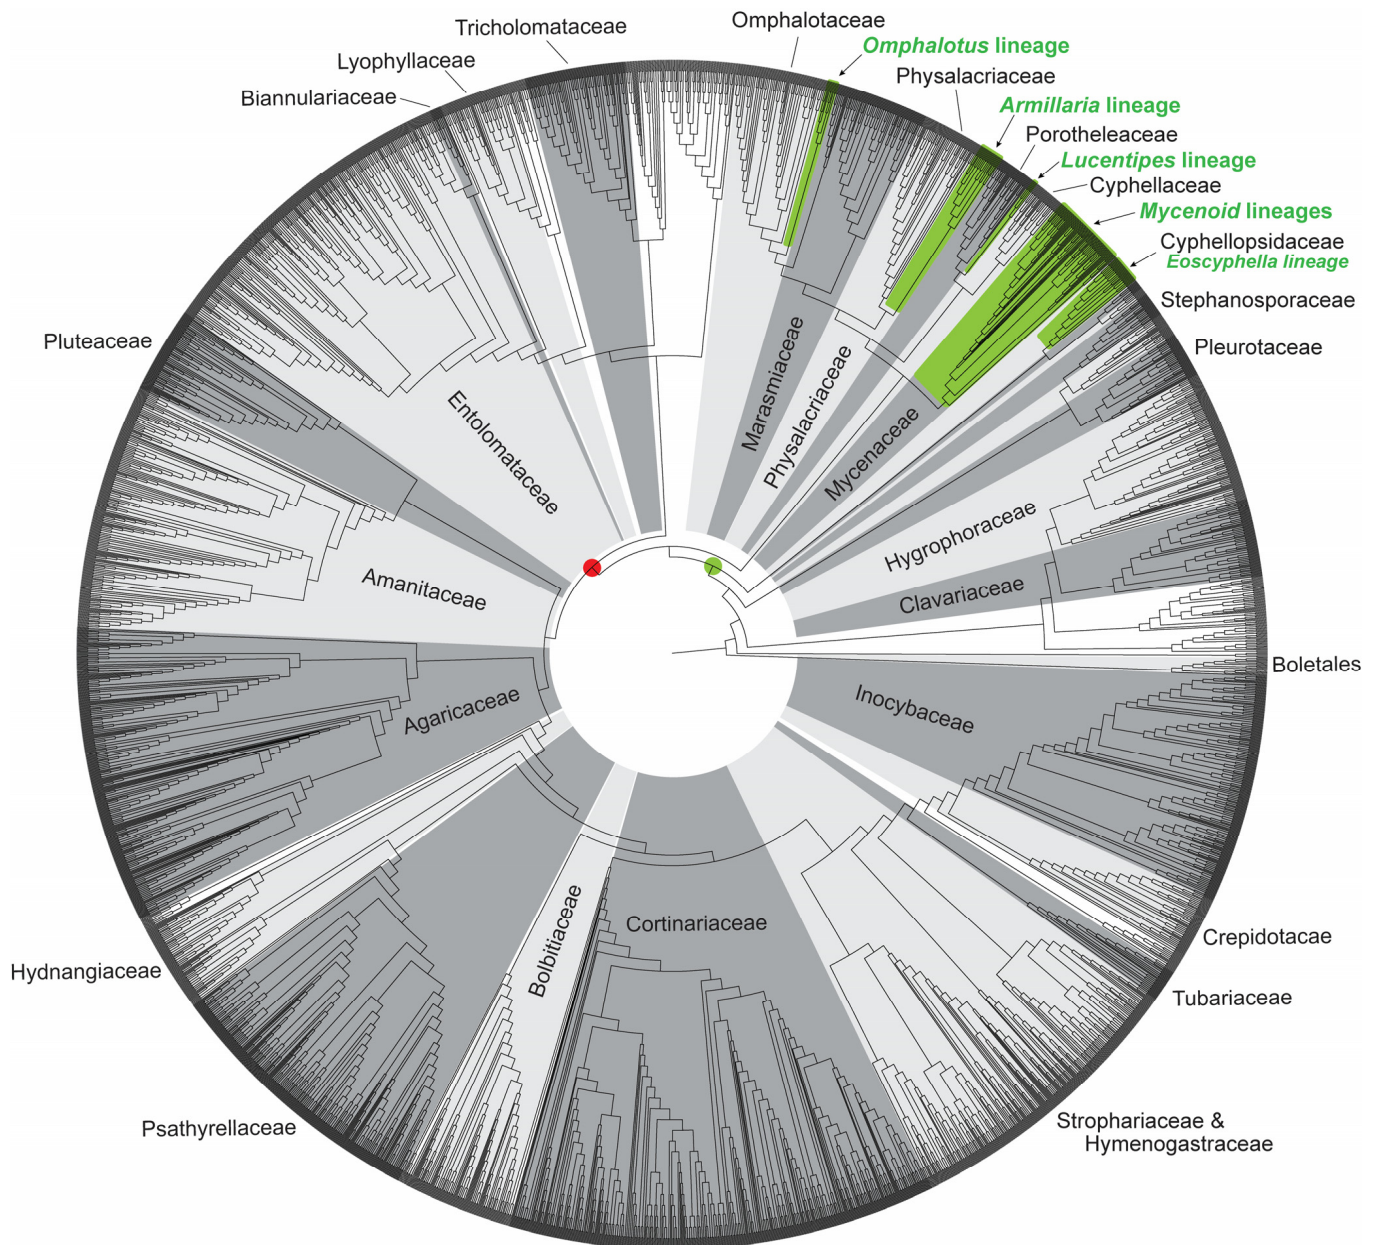 Omphalotaceae
Tricholomataceae
Omphalotus lineage
Lyophyllaceae
Physalacriaceae
Biannulariaceae
Armillaria lineage
Porotheleaceae
Lucentipes lineage
Cyphellaceae
Mycenoid lineages
Cyphellopsidaceae
Eoscyphella lineage
Stephanosporaceae
Pluteaceae
Pleurotaceae
Marasmiaceae
Physalacriaceae
Entolomataceae
Mycenaceae
Hygrophoraceae
Amanitaceae
Clavariaceae
Boletales
Agaricaceae
Inocybaceae
Cortinariaceae
Bolbitiaceae
Crepidotacae
Hydnangiaceae
Tubariaceae
Psathyrellaceae
Strophariaceae &
Hymenogastraceae